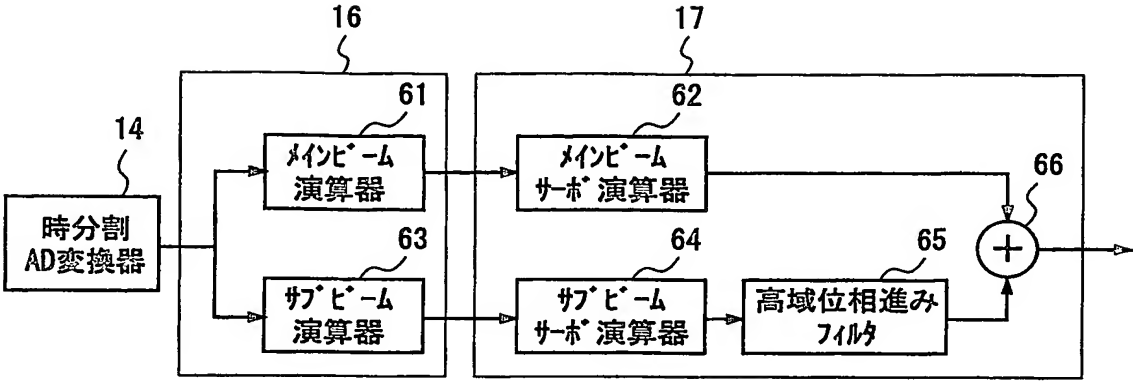 16
17
61
62
14
ﾒｲﾝﾋﾞｰﾑ
演算器
ﾒｲﾝﾋﾞｰﾑ
ｻｰﾎﾞ演算器
66
時分割
AD変換器
+
63
64
65
ｻﾌﾞﾋﾞｰﾑ
演算器
ｻﾌﾞﾋﾞｰﾑ
ｻｰﾎﾞ演算器
高域位相進み
ﾌｨﾙﾀ